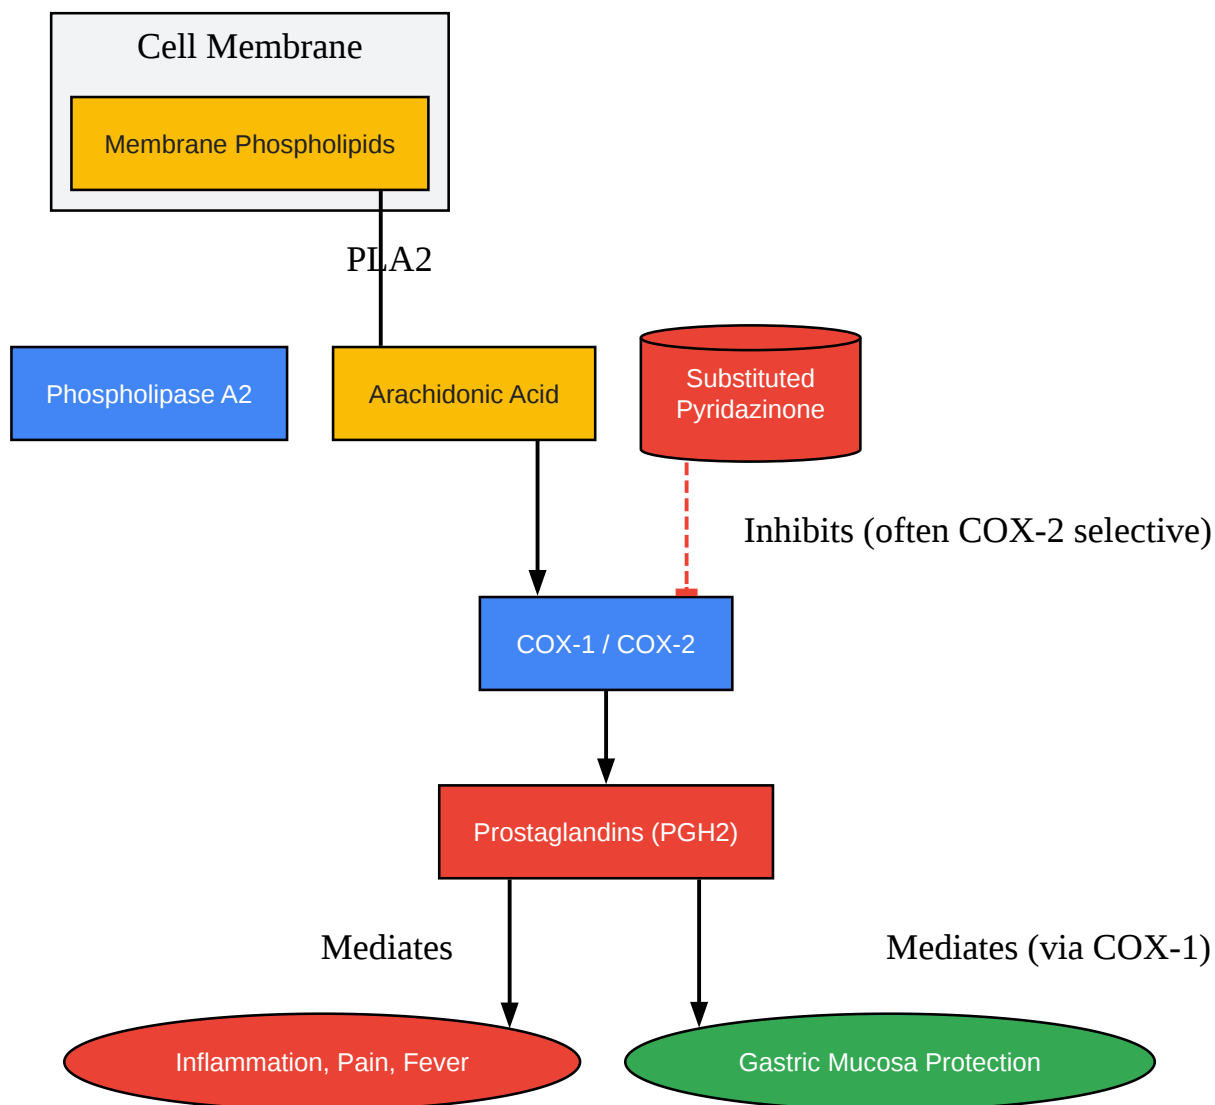 Cell Membrane
Membrane Phospholipids
PLA2
Phospholipase A2
Arachidonic Acid
Substituted
Pyridazinone
Inhibits (often COX-2 selective)
COX-1 / COX-2
Prostaglandins (PGH2)
Mediates
Mediates (via COX-1)
Inflammation, Pain, Fever
Gastric Mucosa Protection